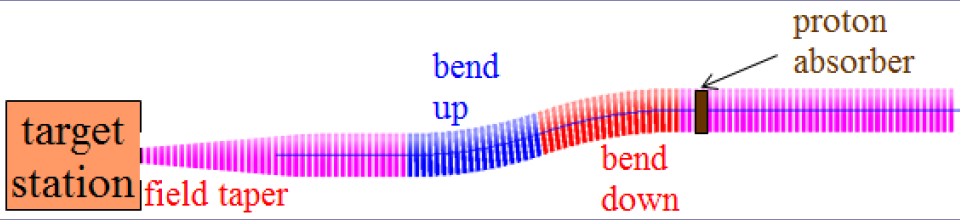 target
station
field taper
bend
up
bend
down
proton
absorber